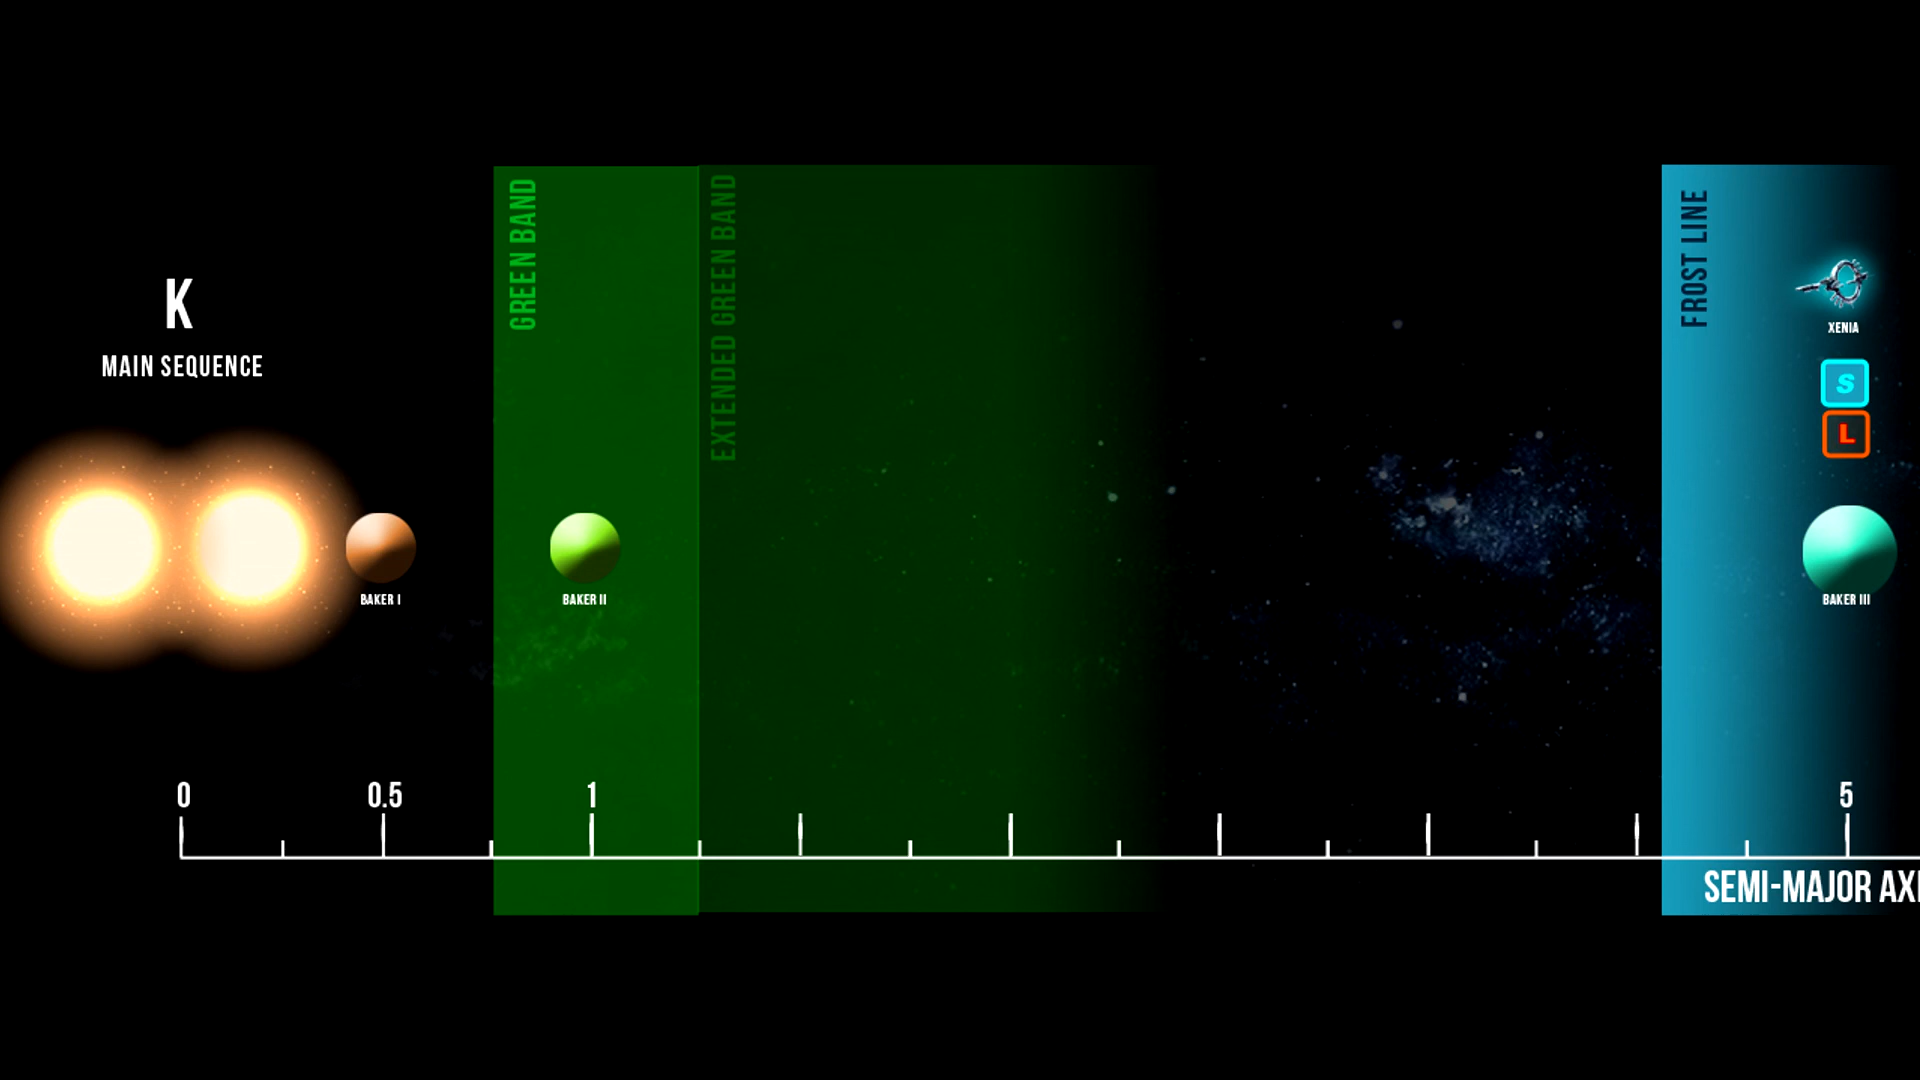 K
MAIN SEQUENCE
GREEN BAND
EXTENDED GREEN BAND
FROST LINE
XENIA
S
L
BAKER I
BAKER II
BAKER III
0
0.5
1
5
SEMI-MAJOR AXI